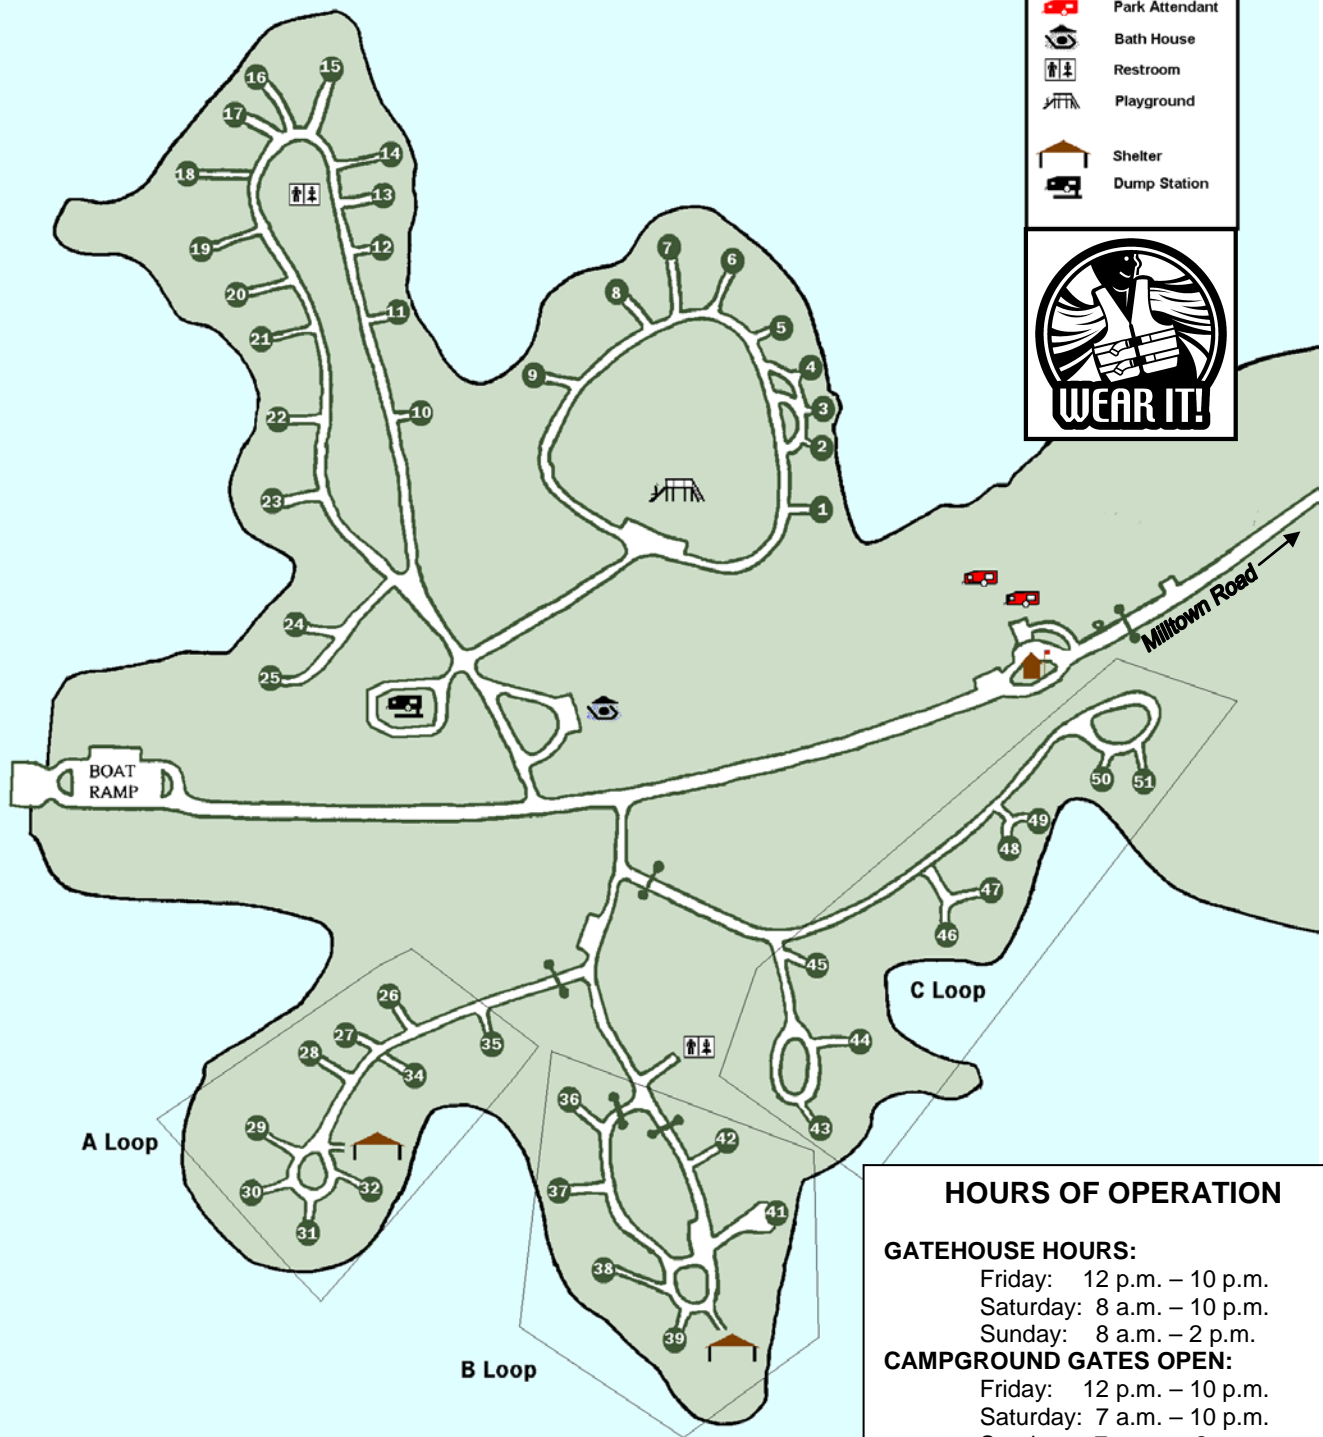 Park Attendant
Bath House
Restroom
Playground
Shelter
Dump Station
WEAR IT!
16
15
17
14
18
13
19
12
20
11
21
22
10
23
24
25
7
6
8
5
9
4
3
2
1
Milltown Road
BOAT
RAMP
50
51
49
48
47
46
45
44
43
C Loop
26
27
35
28
34
29
30
32
31
A Loop
36
42
37
41
38
39
B Loop
HOURS OF OPERATION
GATEHOUSE HOURS:
Friday: 12 p.m. – 10 p.m.
Saturday: 8 a.m. – 10 p.m.
Sunday: 8 a.m. – 2 p.m.
CAMPGROUND GATES OPEN:
Friday: 12 p.m. – 10 p.m.
Saturday: 7 a.m. – 10 p.m.